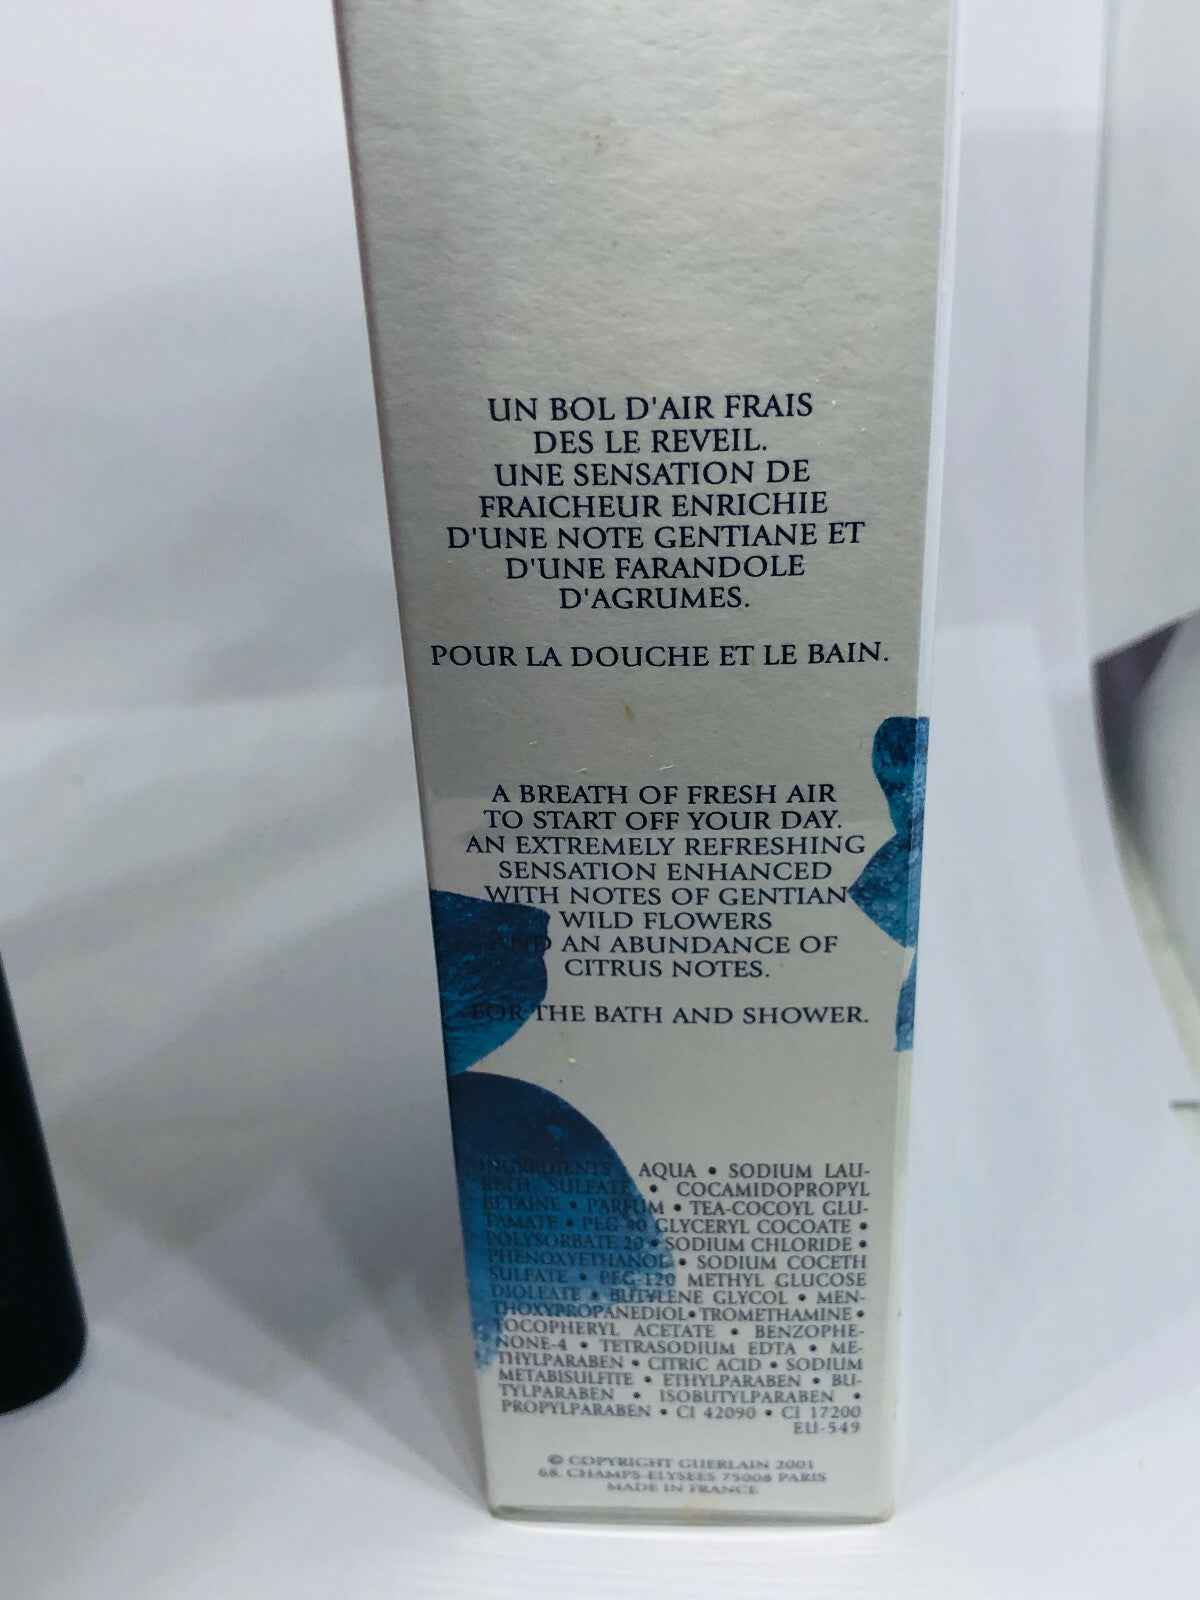 UN BOL D'AIR FRAIS
DES LE REVEIL.
UNE SENSATION DE
FRAICHEUR ENRICHIE
D'UNE NOTE GENTIANE ET
D'UNE FARANDOLE
D'AGRUMES.
POUR LA DOUCHE ET LE BAIN.
A BREATH OF FRESH AIR
TO START OFF YOUR DAY.
AN EXTREMELY REFRESHING
SENSATION ENHANCED
WITH NOTES OF GENTIAN
WILD FLOWERS
AND AN ABUNDANCE OF
CITRUS NOTES.
FOR THE BATH AND SHOWER.
INGREDIENTS AQUA • SODIUM LAU-
RETH SULFATE • COCAMIDOPROPYL
BETAINE • PARFUM • TEA-COCOYL GLU-
TAMATE • PEG-80 GLYCERYL COCOATE •
POLYSORBATE 20 • SODIUM CHLORIDE •
PHENOXYETHANOL • SODIUM COCETH
SULFATE • PEG-120 METHYL GLUCOSE
DIOLEATE • BUTYLENE GLYCOL • MEN-
THOXYPROPANEDIOL • TROMETHAMINE •
TOCOPHERYL ACETATE • BENZOPHE-
NONE-4 • TETRASODIUM EDTA • ME-
THYLPARABEN • CITRIC ACID • SODIUM
METABISULFITE • ETHYLPARABEN • BU-
TYLPARABEN • ISOBUTYLPARABEN •
PROPYLPARABEN • CI 42090 • CI 17200
ELI-549
© COPYRIGHT GUERLAIN 2001
68, CHAMPS-ELYSEES 75008 PARIS
MADE IN FRANCE